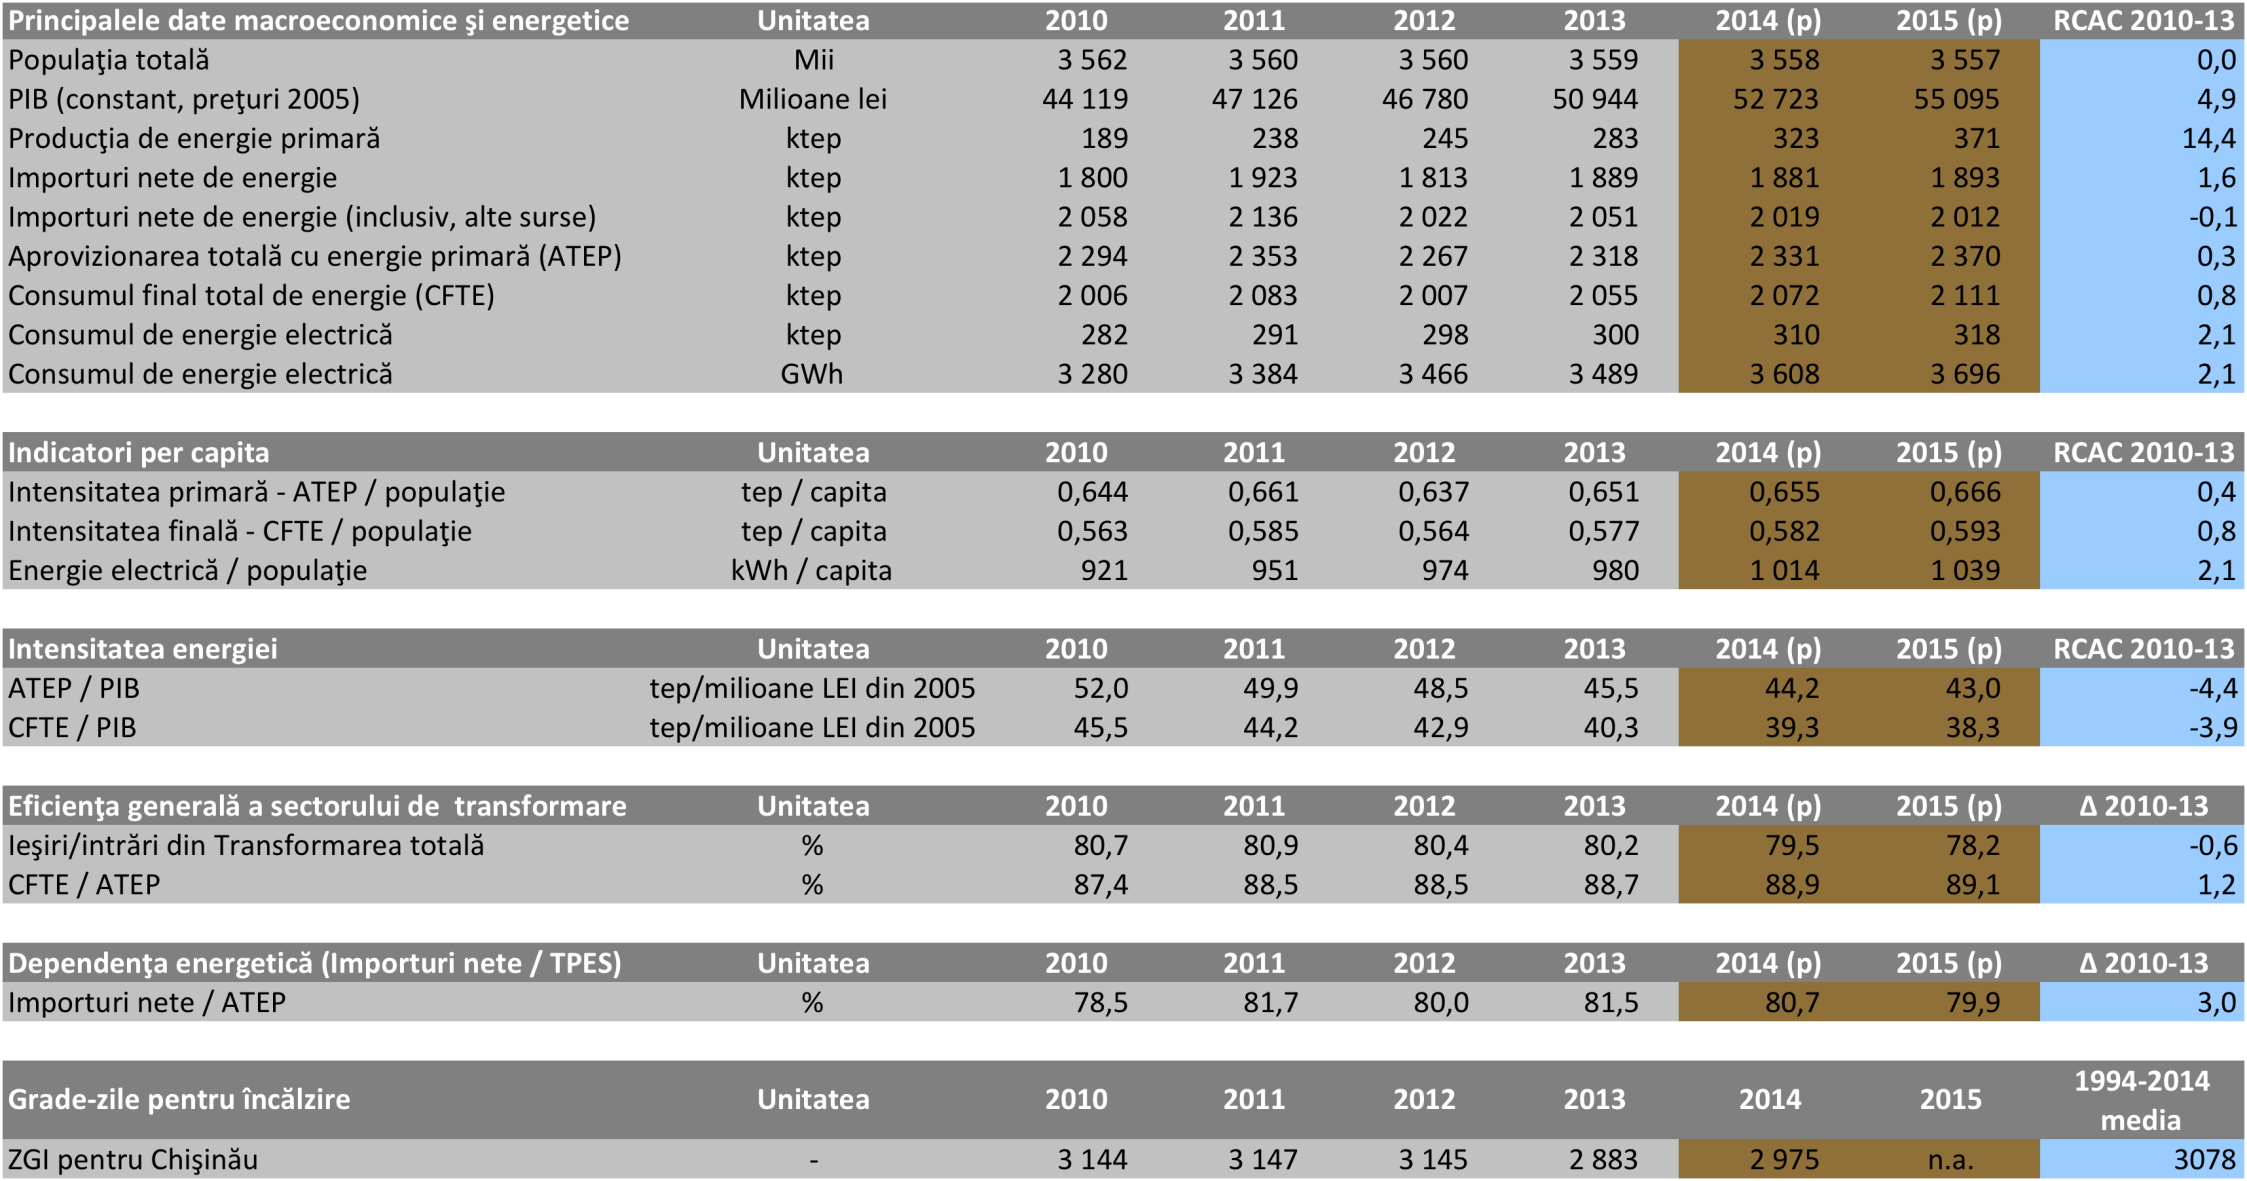 Principalele date macroeconomice şi energetice Unitatea 2010 2011 2012 2013 2014 (p) 2015 (p) RCAC 2010-13
Populaţia totală Mii 3 562 3 560 3 560 3 559 3 558 3 557 0,0
PIB (constant, preţuri 2005) Milioane lei 44 119 47 126 46 780 50 944 52 723 55 095 4,9
Producţia de energie primară ktep 189 238 245 283 323 371 14,4
Importuri nete de energie ktep 1 800 1 923 1 813 1 889 1 881 1 893 1,6
Importuri nete de energie (inclusiv, alte surse) ktep 2 058 2 136 2 022 2 051 2 019 2 012 -0,1
Aprovizionarea totală cu energie primară (ATEP) ktep 2 294 2 353 2 267 2 318 2 331 2 370 0,3
Consumul final total de energie (CFTE) ktep 2 006 2 083 2 007 2 055 2 072 2 111 0,8
Consumul de energie electrică ktep 282 291 298 300 310 318 2,1
Consumul de energie electrică GWh 3 280 3 384 3 466 3 489 3 608 3 696 2,1
Indicatori per capita Unitatea 2010 2011 2012 2013 2014 (p) 2015 (p) RCAC 2010-13
Intensitatea primară - ATEP / populaţie tep / capita 0,644 0,661 0,637 0,651 0,655 0,666 0,4
Intensitatea finală - CFTE / populaţie tep / capita 0,563 0,585 0,564 0,577 0,582 0,593 0,8
Energie electrică / populaţie kWh / capita 921 951 974 980 1 014 1 039 2,1
Intensitatea energiei Unitatea 2010 2011 2012 2013 2014 (p) 2015 (p) RCAC 2010-13
ATEP / PIB tep/milioane LEI din 2005 52,0 49,9 48,5 45,5 44,2 43,0 -4,4
CFTE / PIB tep/milioane LEI din 2005 45,5 44,2 42,9 40,3 39,3 38,3 -3,9
Eficienţa generală a sectorului de transformare Unitatea 2010 2011 2012 2013 2014 (p) 2015 (p) Δ 2010-13
Ieşiri/intrări din Transformarea totală % 80,7 80,9 80,4 80,2 79,5 78,2 -0,6
CFTE / ATEP % 87,4 88,5 88,5 88,7 88,9 89,1 1,2
Dependenţa energetică (Importuri nete / TPES) Unitatea 2010 2011 2012 2013 2014 (p) 2015 (p) Δ 2010-13
Importuri nete / ATEP % 78,5 81,7 80,0 81,5 80,7 79,9 3,0
Grade-zile pentru încălzire Unitatea 2010 2011 2012 2013 2014 2015 1994-2014
media
ZGI pentru Chişinău - 3 144 3 147 3 145 2 883 2 975 n.a. 3078